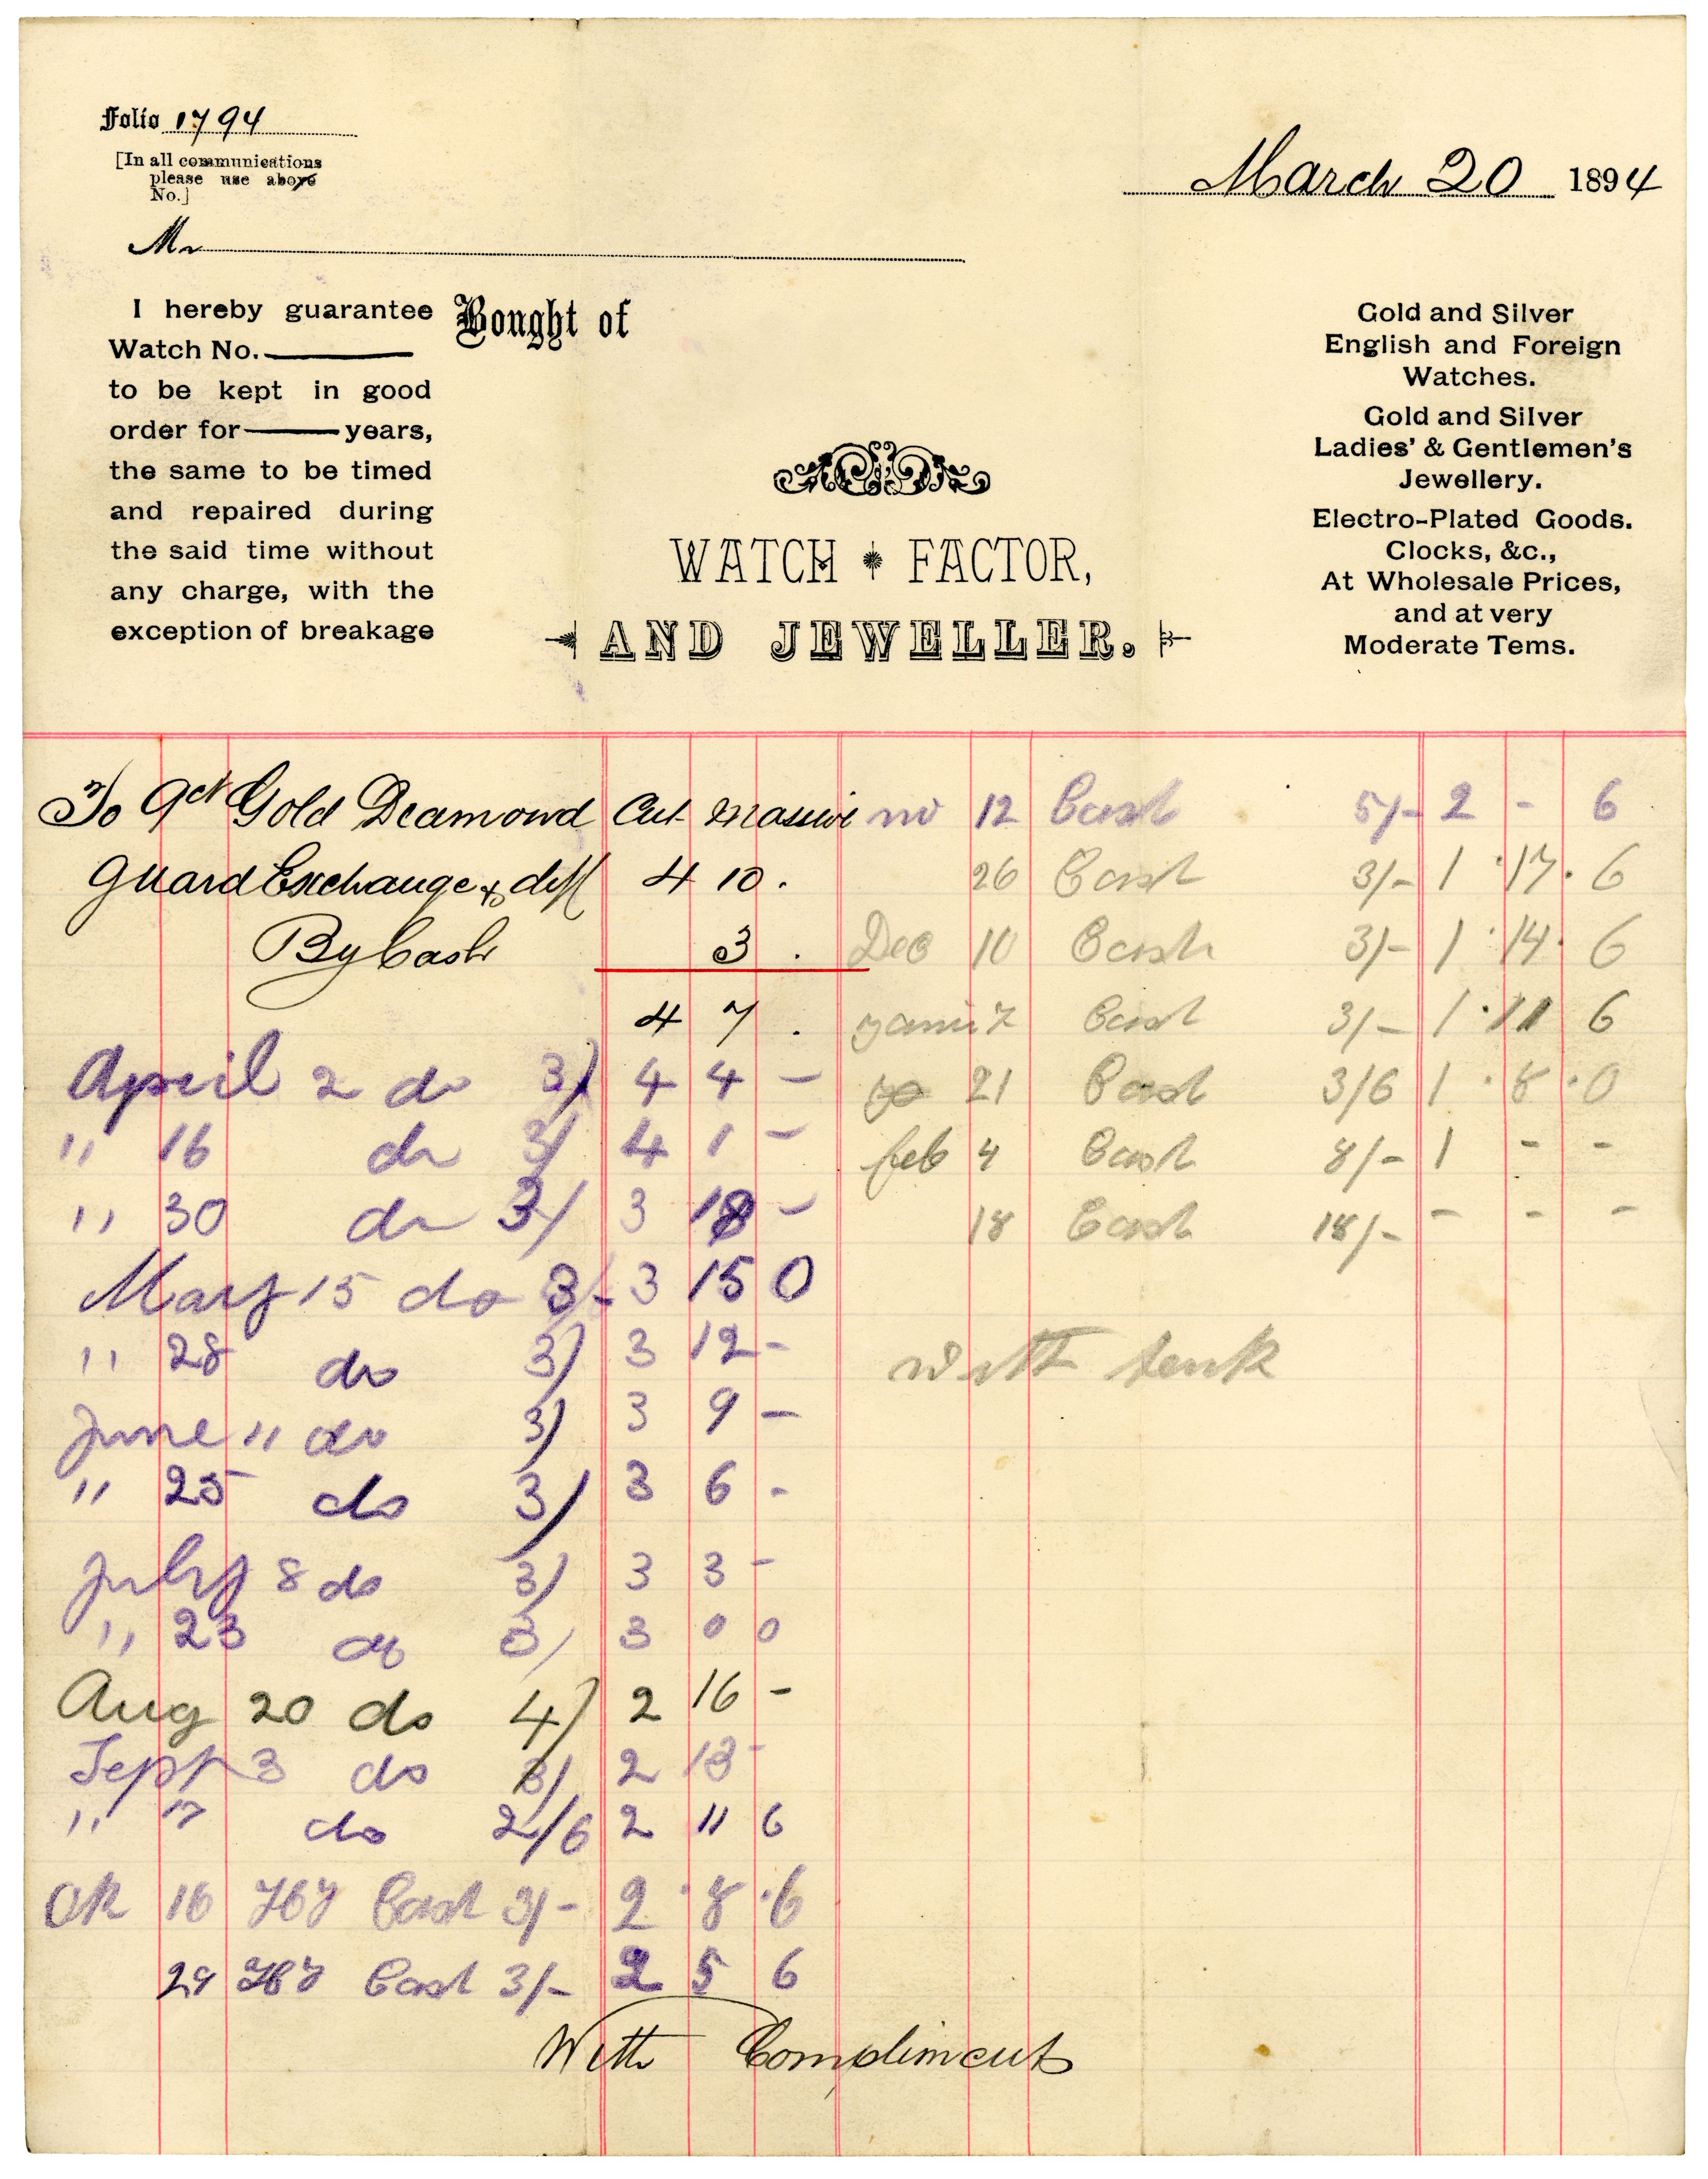 Folio 1794
[In all communications
please use above
No.]
March 20 1894
Mr
I hereby guarantee
Watch No.
to be kept in good
order for years,
the same to be timed
and repaired during
the said time without
any charge, with the
exception of breakage
Bought of
WATCH FACTOR,
AND JEWELLER.
Gold and Silver
English and Foreign
Watches.
Gold and Silver
Ladies' & Gentlemen's
Jewellery.
Electro-Plated Goods.
Clocks, &c.,
At Wholesale Prices,
and at very
Moderate Tems.
To 9ct Gold Diamond Cut Massive
Guard Exchange & diff 4 10 .
By Cash 3 .
4 7 .
April 2 do 3/ 4 4 -
" 16 do 3/ 4 1 -
" 30 do 3/ 3 18 -
May 15 do 3/- 3 15 0
" 28 do 3/ 3 12 -
June 11 do 3/ 3 9 -
" 25 do 3/ 3 6 -
July 8 do 3/ 3 3 -
" 23 do 3/ 3 0 0
Aug 20 do 4/ 2 16 -
Sept 3 do 3/ 2 13 -
" 17 do 2/6 2 11 6
16 Cash 3/- 2 . 8 . 6
29 Cash 3/- 2 5 6
nov 12 Cash 5/- 2 - 6
26 Cash 3/- 1 . 17 . 6
Dec 10 Cash 3/- 1 . 14 . 6
Cash 3/- 1 . 11 6
21 Cash 3/6 1 . 8 . 0
feb 4 Cash 8/- 1 - -
18 Cash 18/- - - -
with
With Compliments